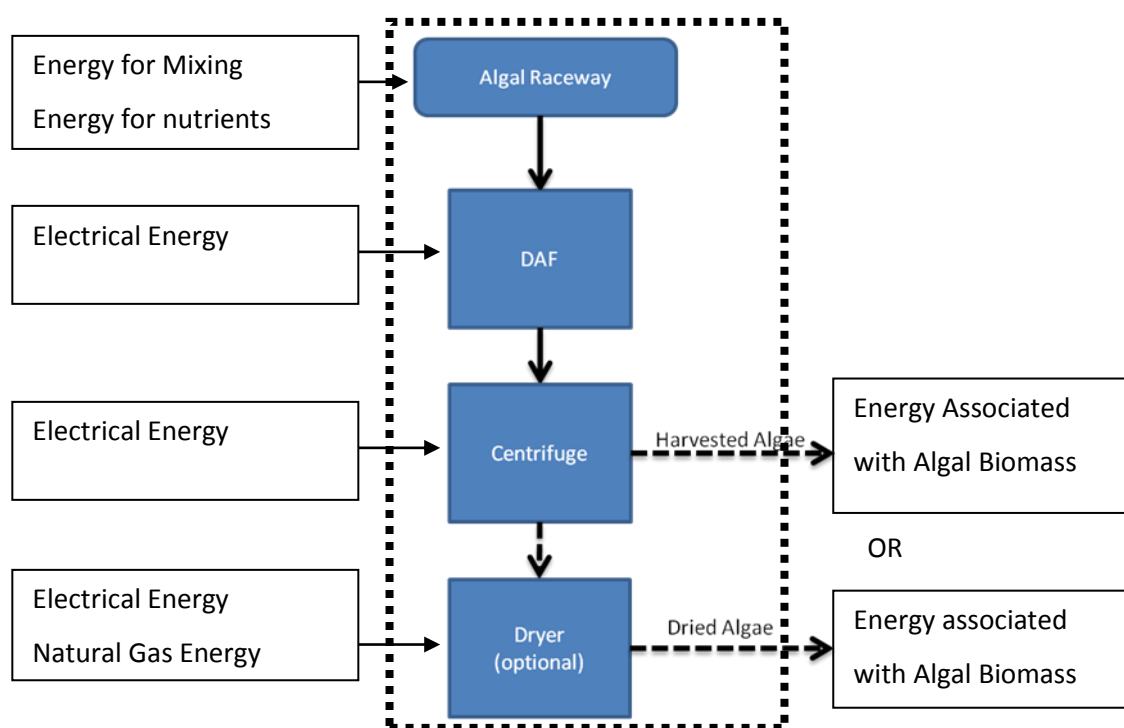 Energy for Mixing
Energy for nutrients
Algal Raceway
Electrical Energy
DAF
Electrical Energy
Centrifuge
Harvested Algae
Energy Associated
with Algal Biomass
OR
Electrical Energy
Natural Gas Energy
Dryer
(optional)
Dried Algae
Energy associated
with Algal Biomass